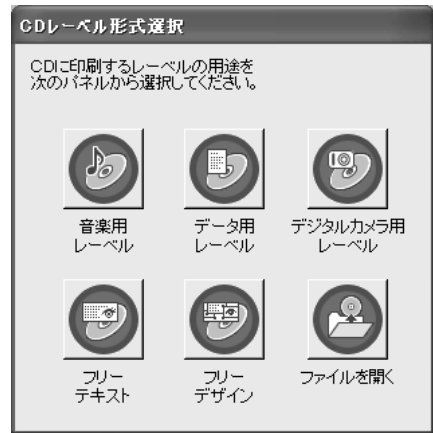 CDレーベル形式選択
CDに印刷するレーベルの用途を
次のパネルから選択してください。
音楽用
レーベル
データ用
レーベル
デジタルカメラ用
レーベル
フリー
テキスト
フリー
デザイン
ファイルを開く